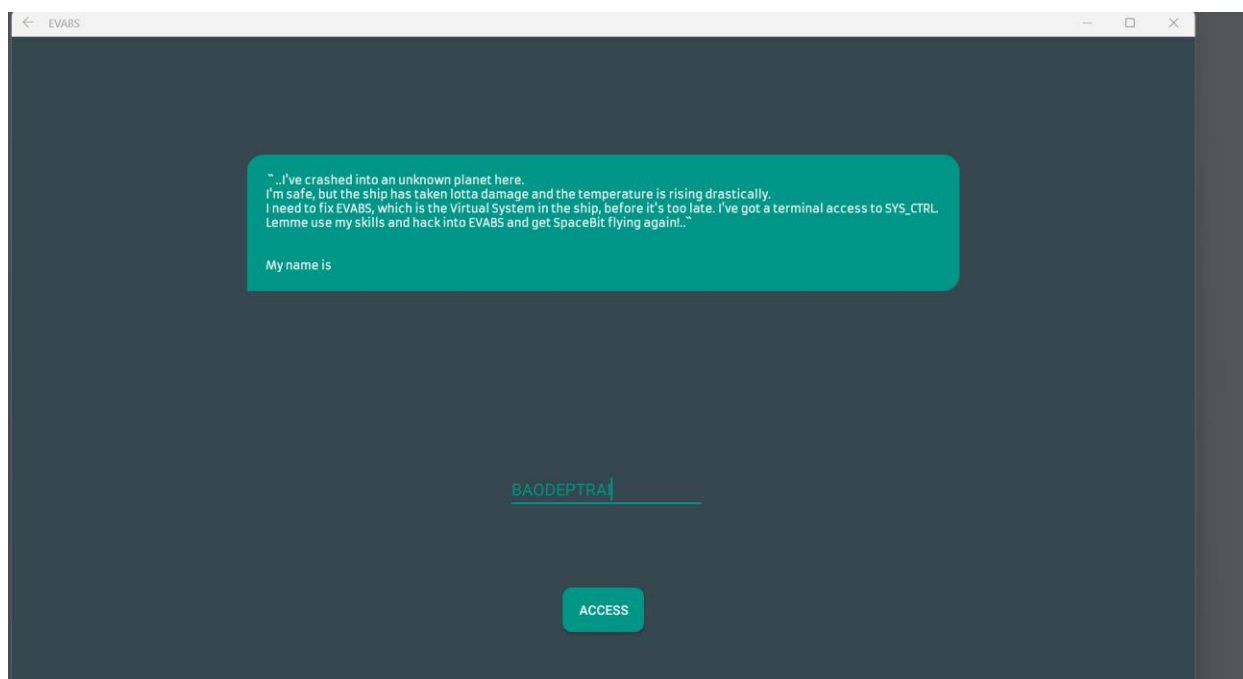 EVABS
`..I've crashed into an unknown planet here.
I'm safe, but the ship has taken lotta damage and the temperature is rising drastically.
I need to fix EVABS, which is the Virtual System in the ship, before it's too late. I've got a terminal access to SYS_CTRL.
Lemme use my skills and hack into EVABS and get SpaceBit flying again!..`
My name is
BAODEPTRAI
ACCESS